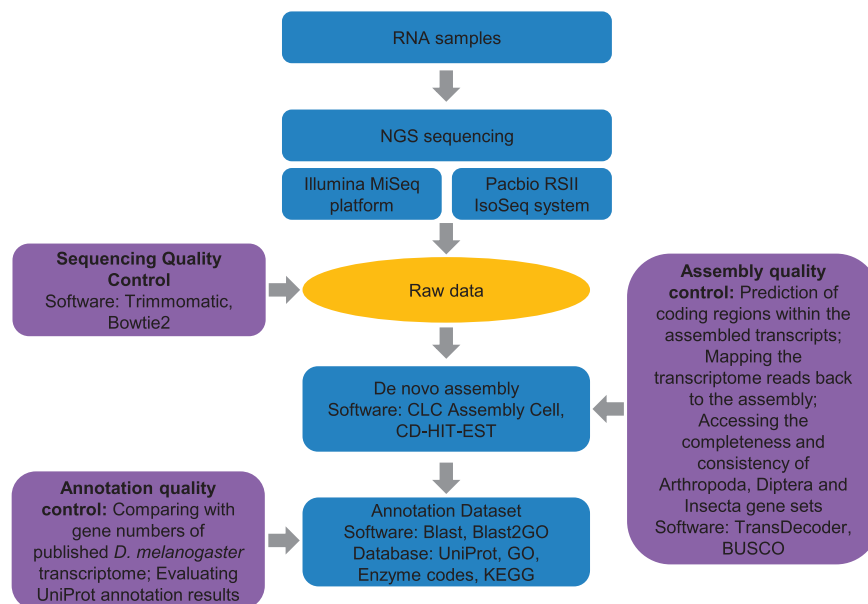 RNA samples
NGS sequencing
Illumina MiSeq
platform
Pacbio RSII
IsoSeq system
Sequencing Quality
Control
Software: Trimmomatic,
Bowtie2
Raw data
Assembly quality
control: Prediction of
coding regions within the
assembled transcripts;
Mapping the
transcriptome reads back
to the assembly;
Accessing the
completeness and
consistency of
Arthropoda, Diptera and
Insecta gene sets
Software: TransDecoder,
BUSCO
De novo assembly
Software: CLC Assembly Cell,
CD-HIT-EST
Annotation quality
control: Comparing with
gene numbers of
published D. melanogaster
transcriptome; Evaluating
UniProt annotation results
Annotation Dataset
Software: Blast, Blast2GO
Database: UniProt, GO,
Enzyme codes, KEGG